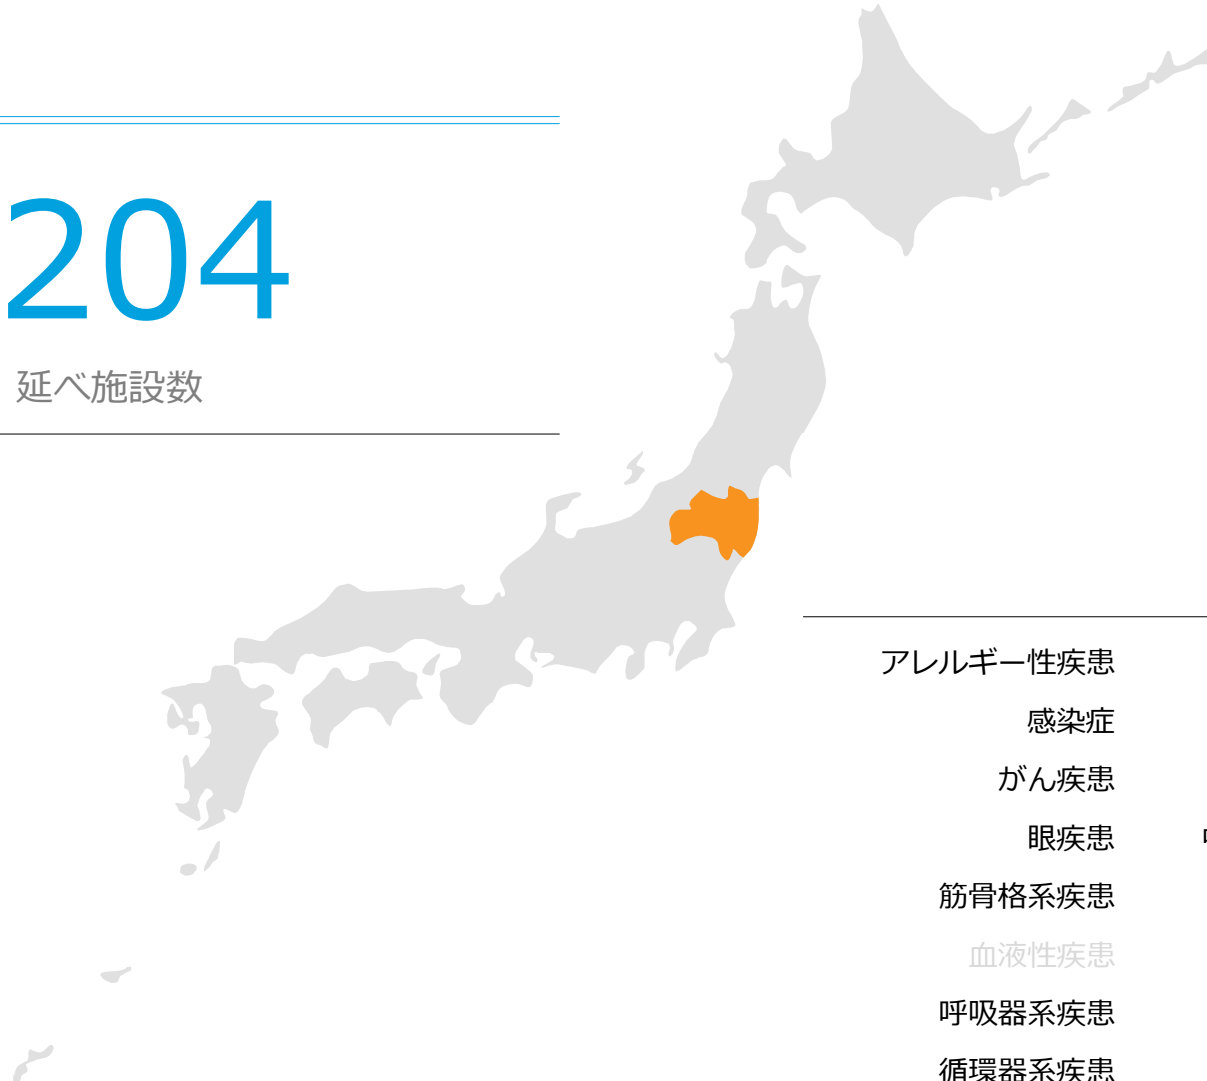 204
延べ施設数
アレルギー性疾患
感染症
がん疾患
眼疾患
筋骨格系疾患
血液性疾患
呼吸器系疾患
循環器系疾患